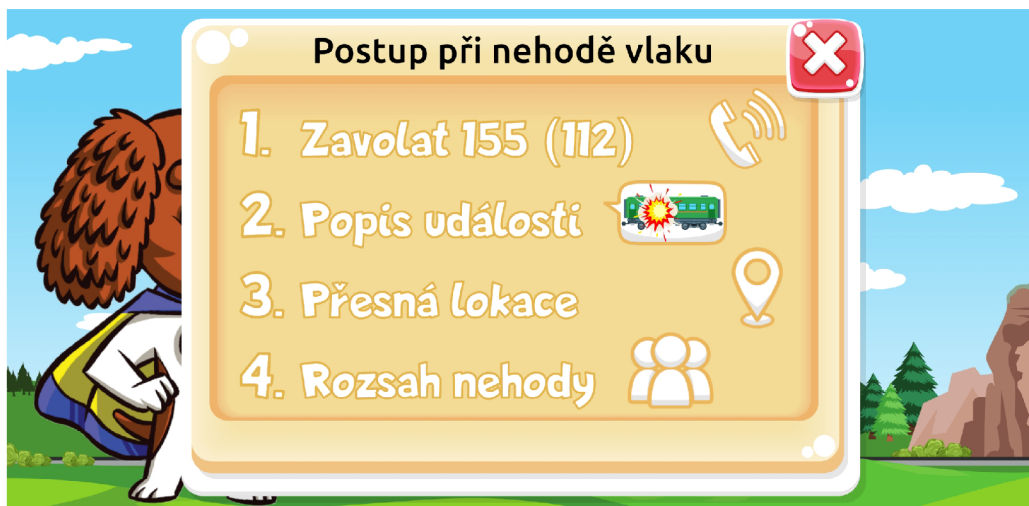 Postup při nehodě vlaku
1. Zavolat 155 (112)
2. Popis události
3. Přesná lokace
4. Rozsah nehody